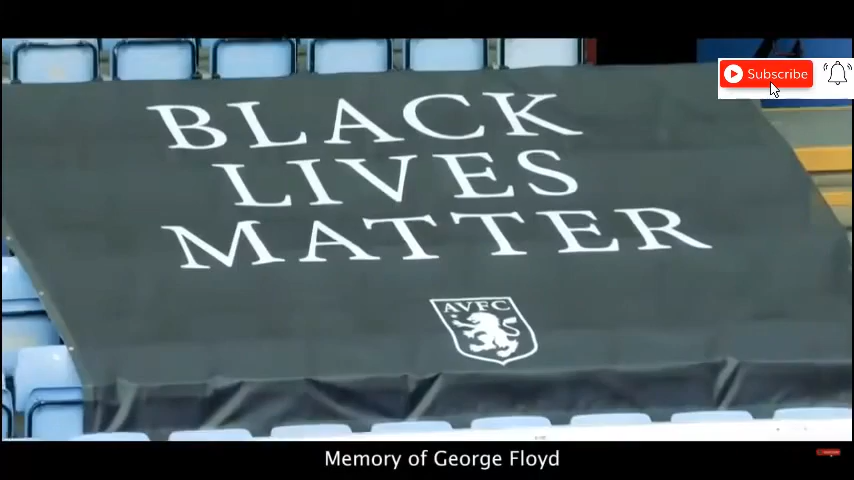 Subscribe
BLACK
LIVES
MATTER
AVFC
Memory of George Floyd